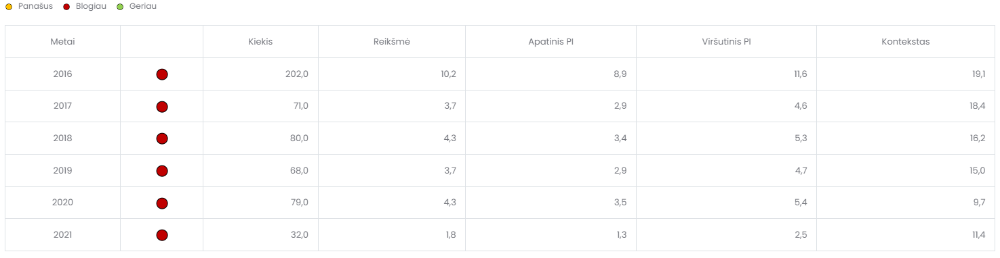 Panašus Blogiau Geriau
Metai Kiekis Reikšmė Apatinis PI Viršutinis PI Kontekstas
2016 202,0 10,2 8,9 11,6 19,1
2017 71,0 3,7 2,9 4,6 18,4
2018 80,0 4,3 3,4 5,3 16,2
2019 68,0 3,7 2,9 4,7 15,0
2020 79,0 4,3 3,5 5,4 9,7
2021 32,0 1,8 1,3 2,5 11,4